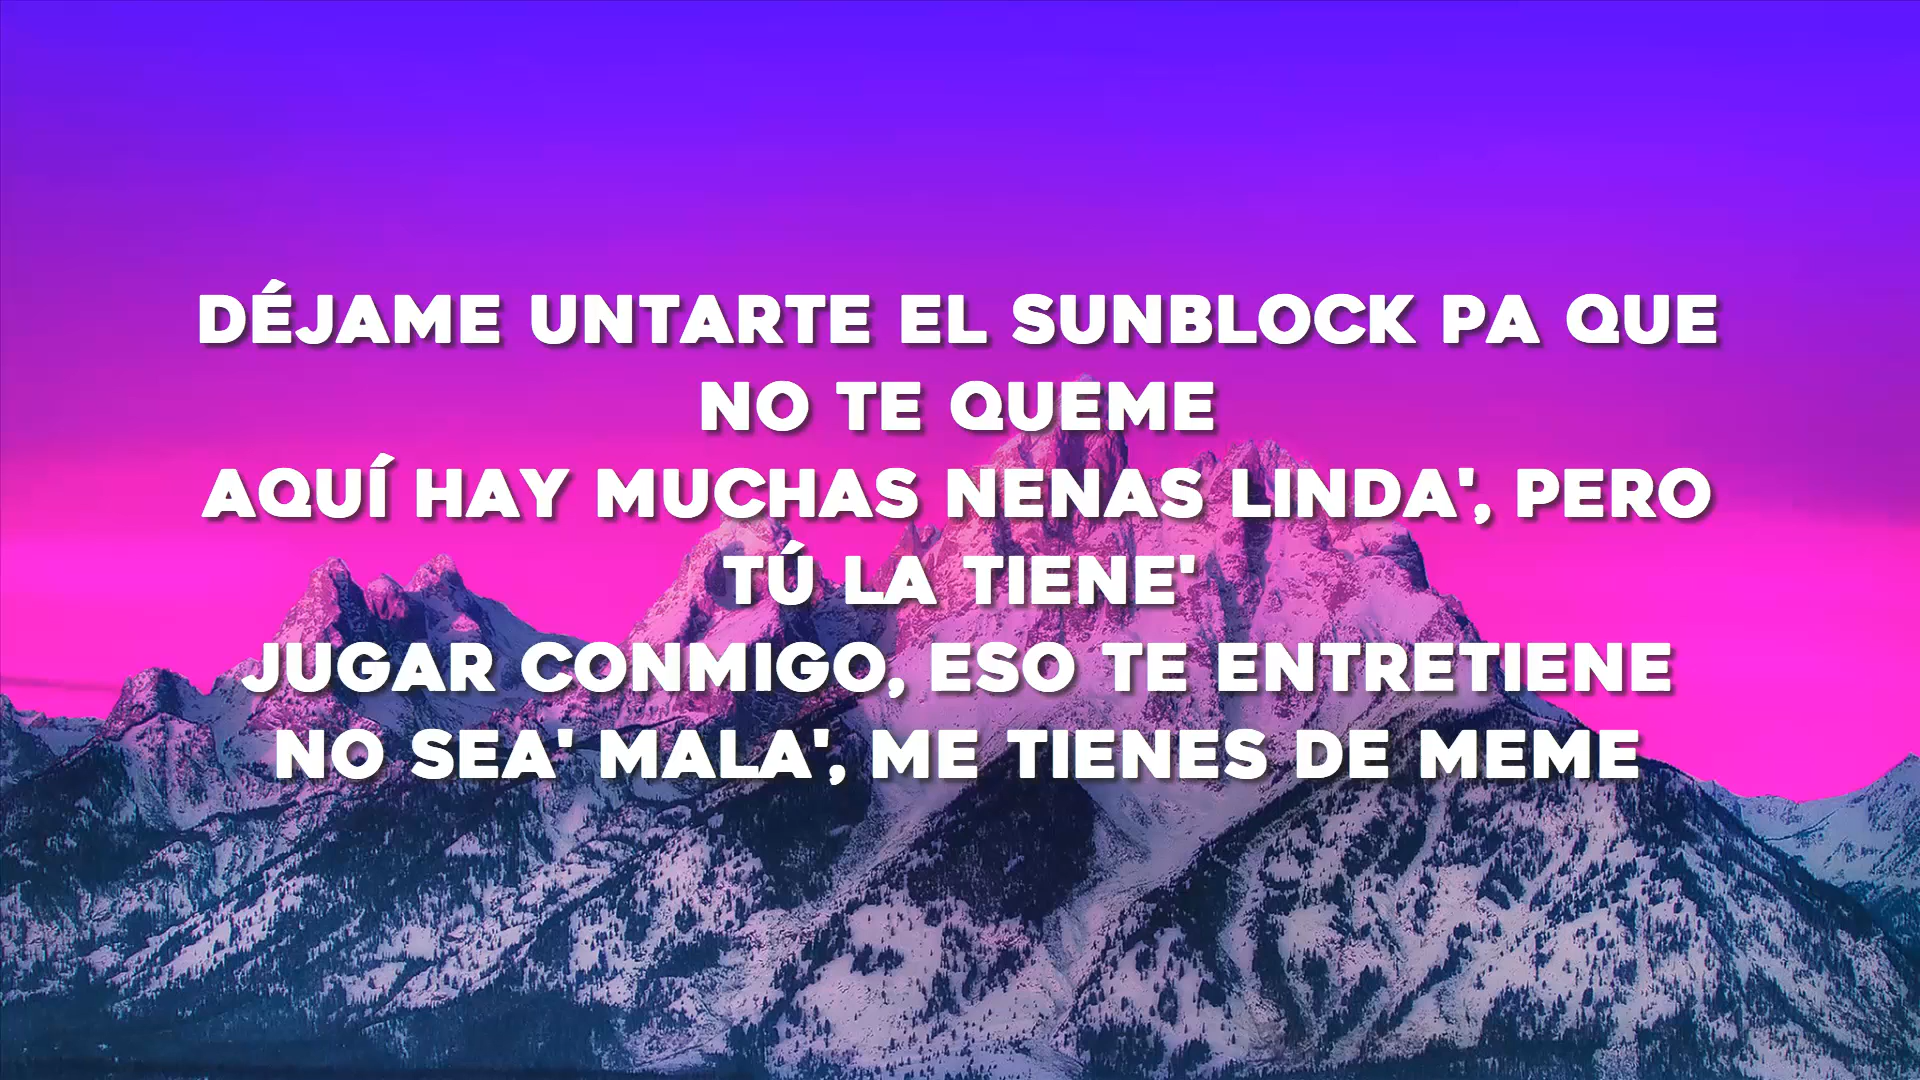 DÉJAME UNTARTE EL SUNBLOCK PA QUE
NO TE QUEME
AQUÍ HAY MUCHAS NENAS LINDA', PERO
TÚ LA TIENE'
JUGAR CONMIGO, ESO TE ENTRETIENE
NO SEA' MALA', ME TIENES DE MEME